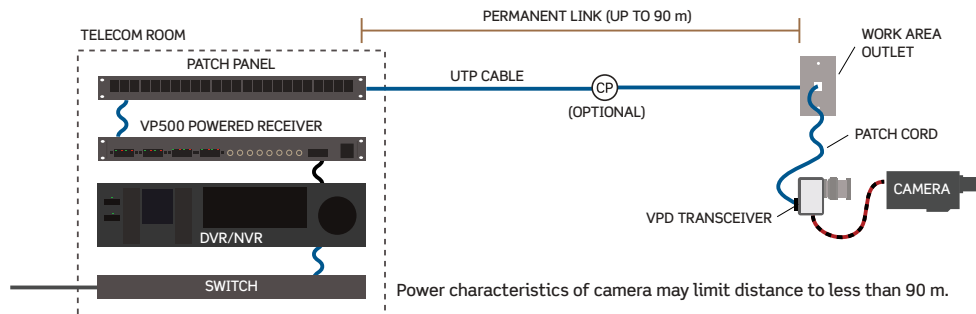 PERMANENT LINK (UP TO 90 m)
TELECOM ROOM
WORK AREA
OUTLET
PATCH PANEL
UTP CABLE
CP
(OPTIONAL)
VP500 POWERED RECEIVER
PATCH CORD
CAMERA
VPD TRANSCEIVER
DVR/NVR
SWITCH
Power characteristics of camera may limit distance to less than 90 m.